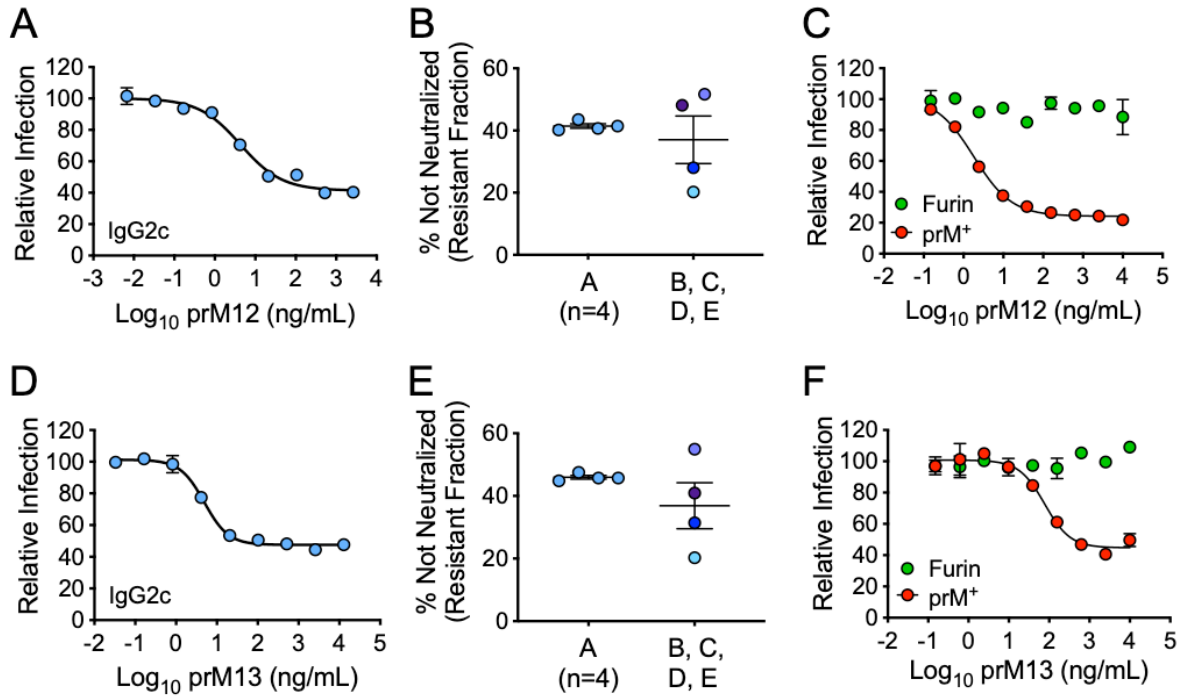 A
Relative Infection
120
100
80
60
40
20
0
IgG2c
-3 -2 -1 0 1 2 3 4
Log10 prM12 (ng/mL)
B
% Not Neutralized
(Resistant Fraction)
60
40
20
0
A
(n=4)
B, C,
D, E
C
Relative Infection
120
100
80
60
40
20
0
Furin
prM+
-2 -1 0 1 2 3 4 5
Log10 prM12 (ng/mL)
D
Relative Infection
120
100
80
60
40
20
0
IgG2c
-2 -1 0 1 2 3 4 5
Log10 prM13 (ng/mL)
E
% Not Neutralized
(Resistant Fraction)
60
40
20
0
A
(n=4)
B, C,
D, E
F
Relative Infection
120
100
80
60
40
20
0
Furin
prM+
-2 -1 0 1 2 3 4 5
Log10 prM13 (ng/mL)